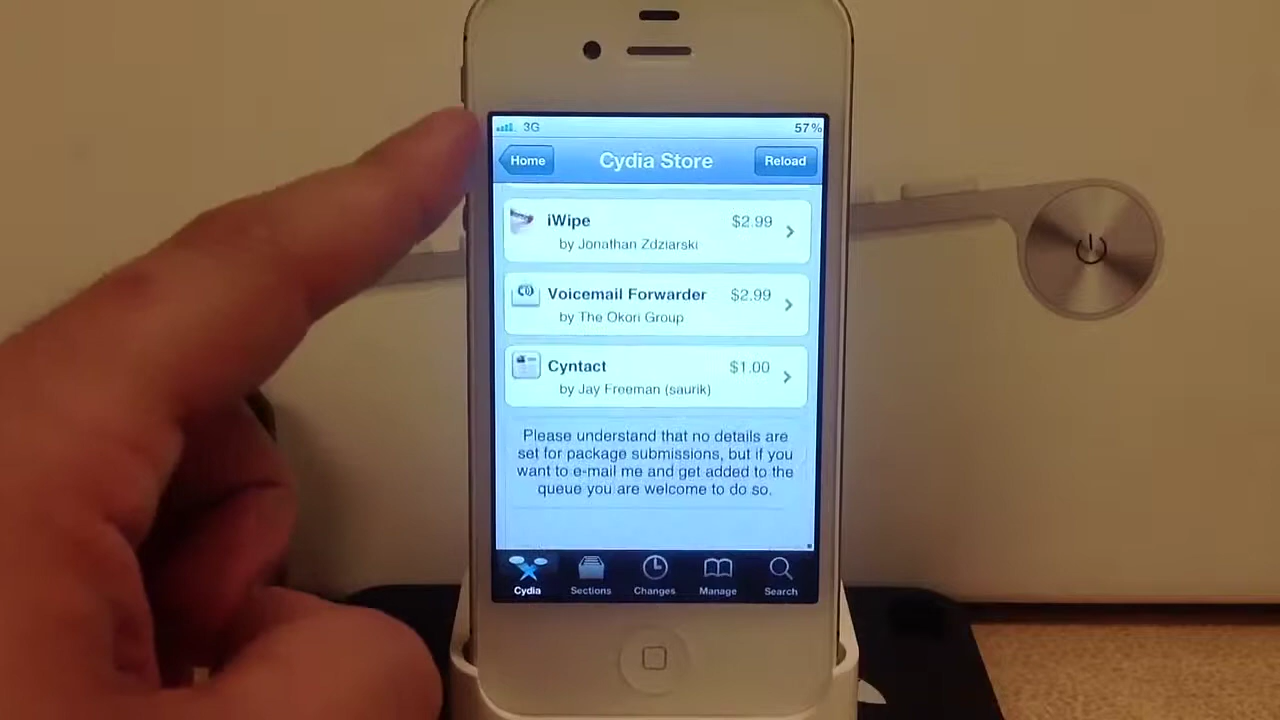 3G 57%
Home Cydia Store Reload
iWipe $2.99
by Jonathan Zdziarski
Voicemail Forwarder $2.99
by The Okori Group
Cyntact $1.00
by Jay Freeman (saurik)
Please understand that no details are
set for package submissions, but if you
want to e-mail me and get added to the
queue you are welcome to do so.
Cydia Sections Changes Manage Search